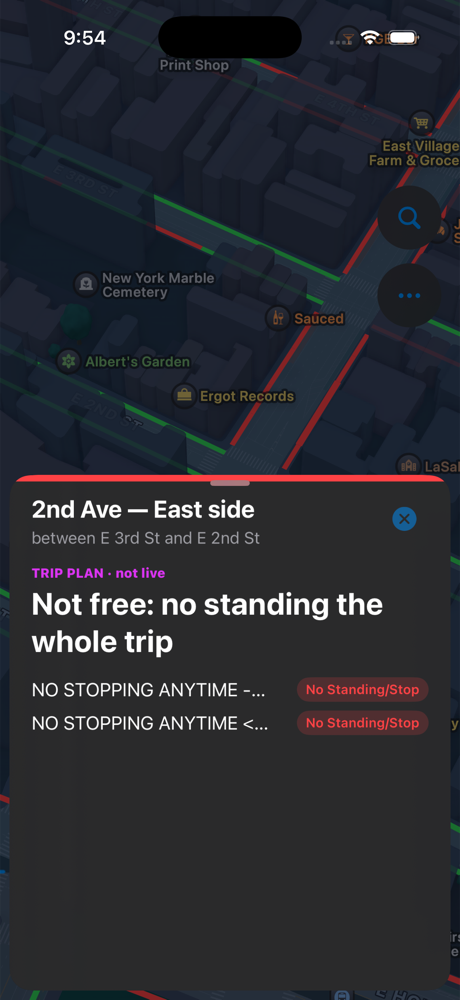 9:54
Print Shop
East Village
Farm & Groce
New York Marble
Cemetery
Sauced
Albert's Garden
Ergot Records
E 2ND ST
LaSal
2nd Ave — East side
between E 3rd St and E 2nd St
TRIP PLAN · not live
Not free: no standing the
whole trip
NO STOPPING ANYTIME -...
No Standing/Stop
NO STOPPING ANYTIME <...
No Standing/Stop